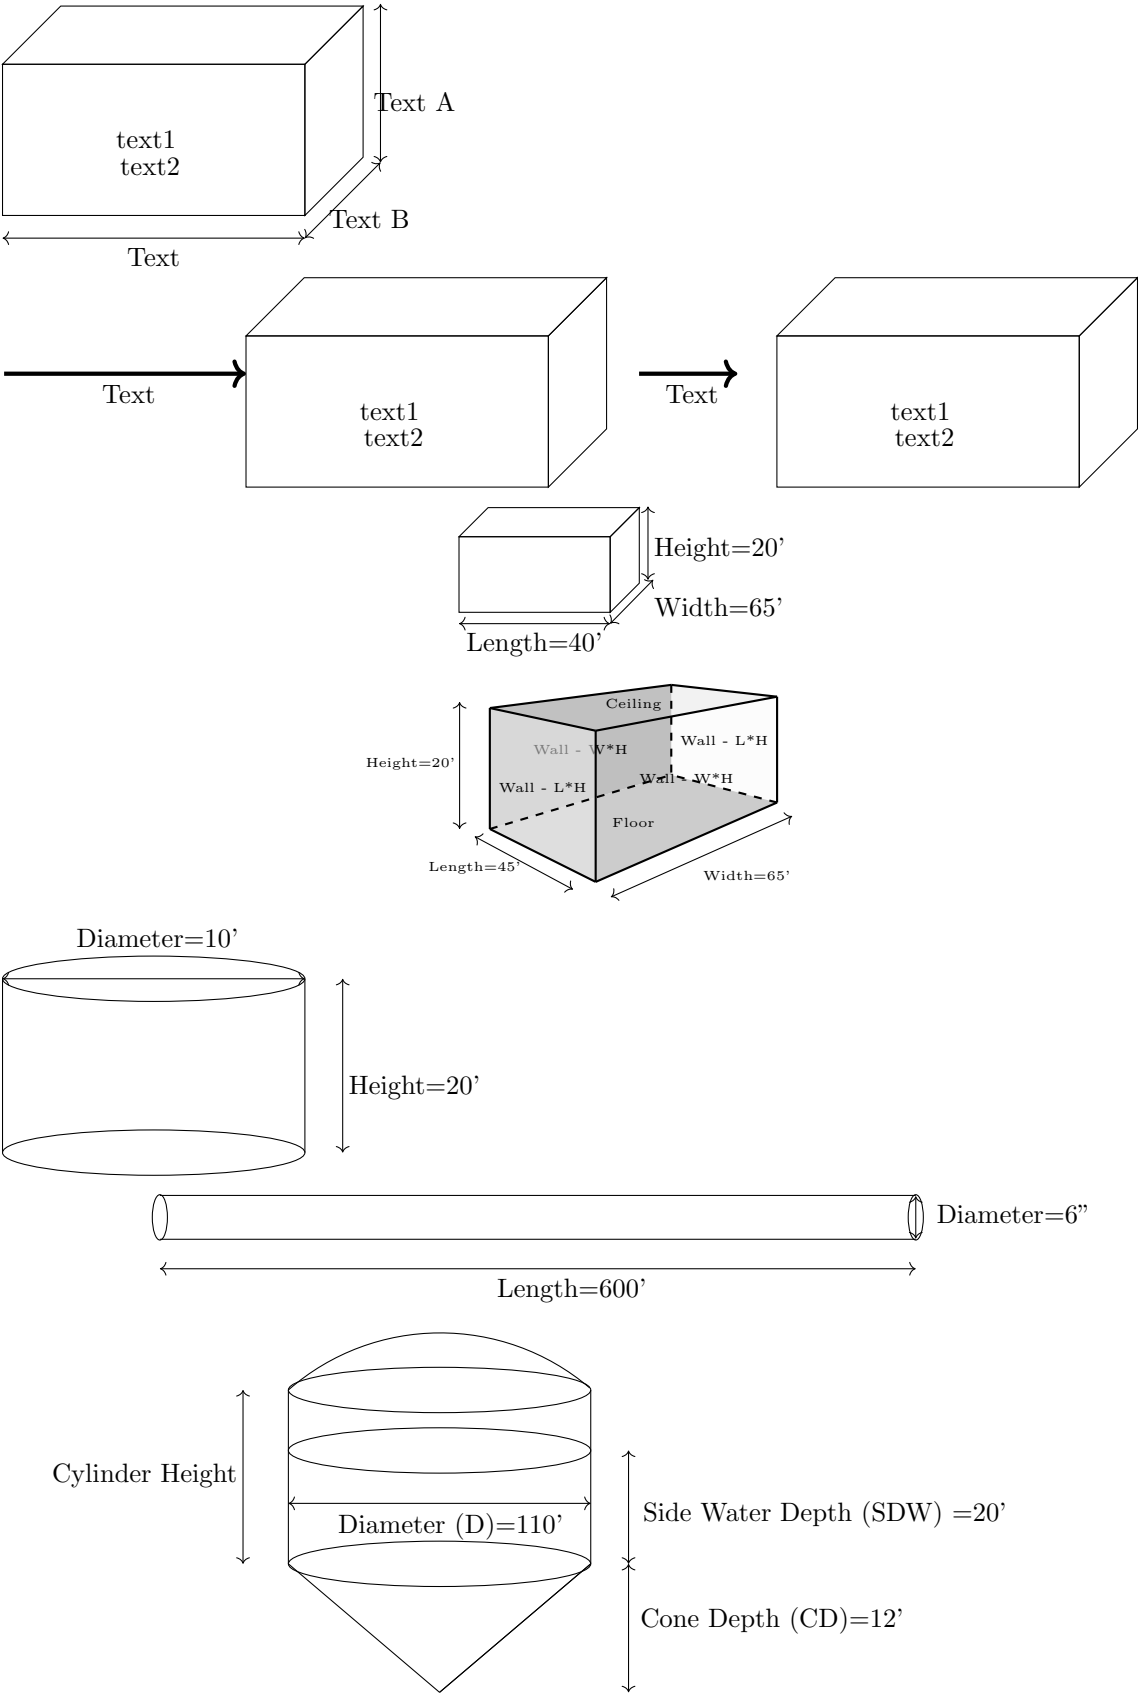 Text A
text1
text2
Text B
Text
Text
text1
text2
Text
text1
text2
Height=20'
Width=65'
Length=40'
Ceiling
Wall - W*H
Wall - L*H
Height=20'
Wall - W*H
Wall - L*H
Floor
Length=45'
Width=65'
Diameter=10'
Height=20'
Diameter=6”
Length=600'
Cylinder Height
Side Water Depth (SDW) =20'
Diameter (D)=110'
Cone Depth (CD)=12'